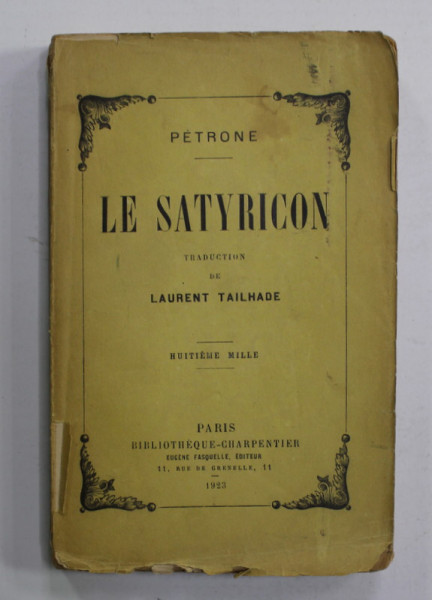 PÉTRONE
LE SATYRICON
TRADUCTION
DE
LAURENT TAILHADE
HUITIÈME MILLE
PARIS
BIBLIOTHÈQUE-CHARPENTIER
EUGÈNE FASQUELLE, ÉDITEUR
11, RUE DE GRENELLE, 11
1923